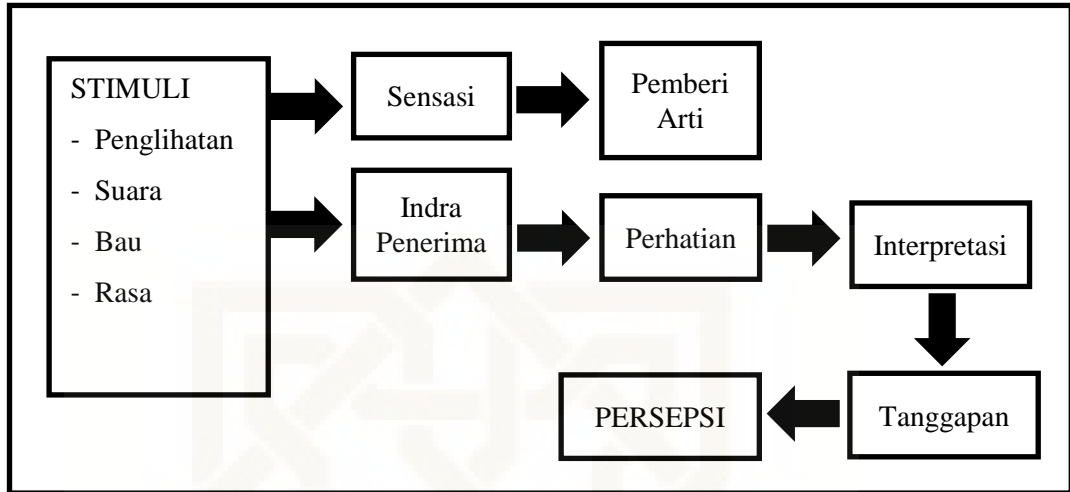 STIMULI
- Penglihatan
- Suara
- Bau
- Rasa
Sensasi
Pemberi
Arti
Indra
Penerima
Perhatian
Interpretasi
Tanggapan
PERSEPSI